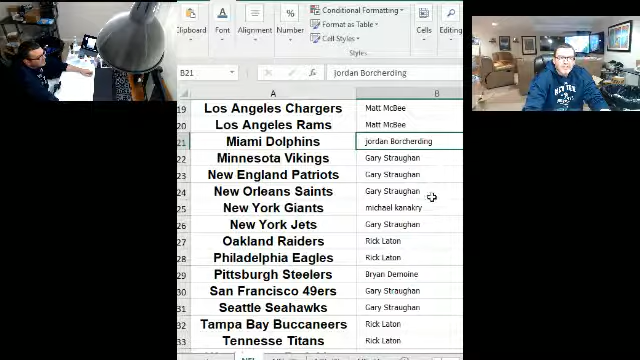 Conditional Formatting
Format as Table
Cell Styles
Clipboard
Font
Alignment
Number
Cells
Editing
Styles
B21
jordan Borcherding
A B
19 Los Angeles Chargers Matt McBee
20 Los Angeles Rams Matt McBee
21 Miami Dolphins jordan Borcherding
22 Minnesota Vikings Gary Straughan
23 New England Patriots Gary Straughan
24 New Orleans Saints Gary Straughan
25 New York Giants michael kanakry
26 New York Jets Gary Straughan
27 Oakland Raiders Rick Laton
28 Philadelphia Eagles Rick Laton
29 Pittsburgh Steelers Bryan Demoine
30 San Francisco 49ers Gary Straughan
31 Seattle Seahawks Gary Straughan
32 Tampa Bay Buccaneers Rick Laton
33 Tennesse Titans Rick Laton